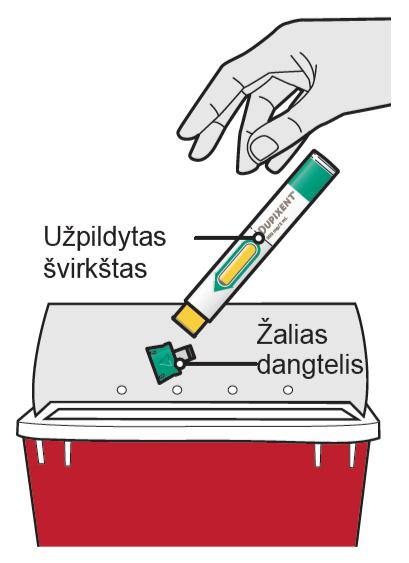 DUPIXENT
Užpildytas
švirkštas
Žalias
dangtelis